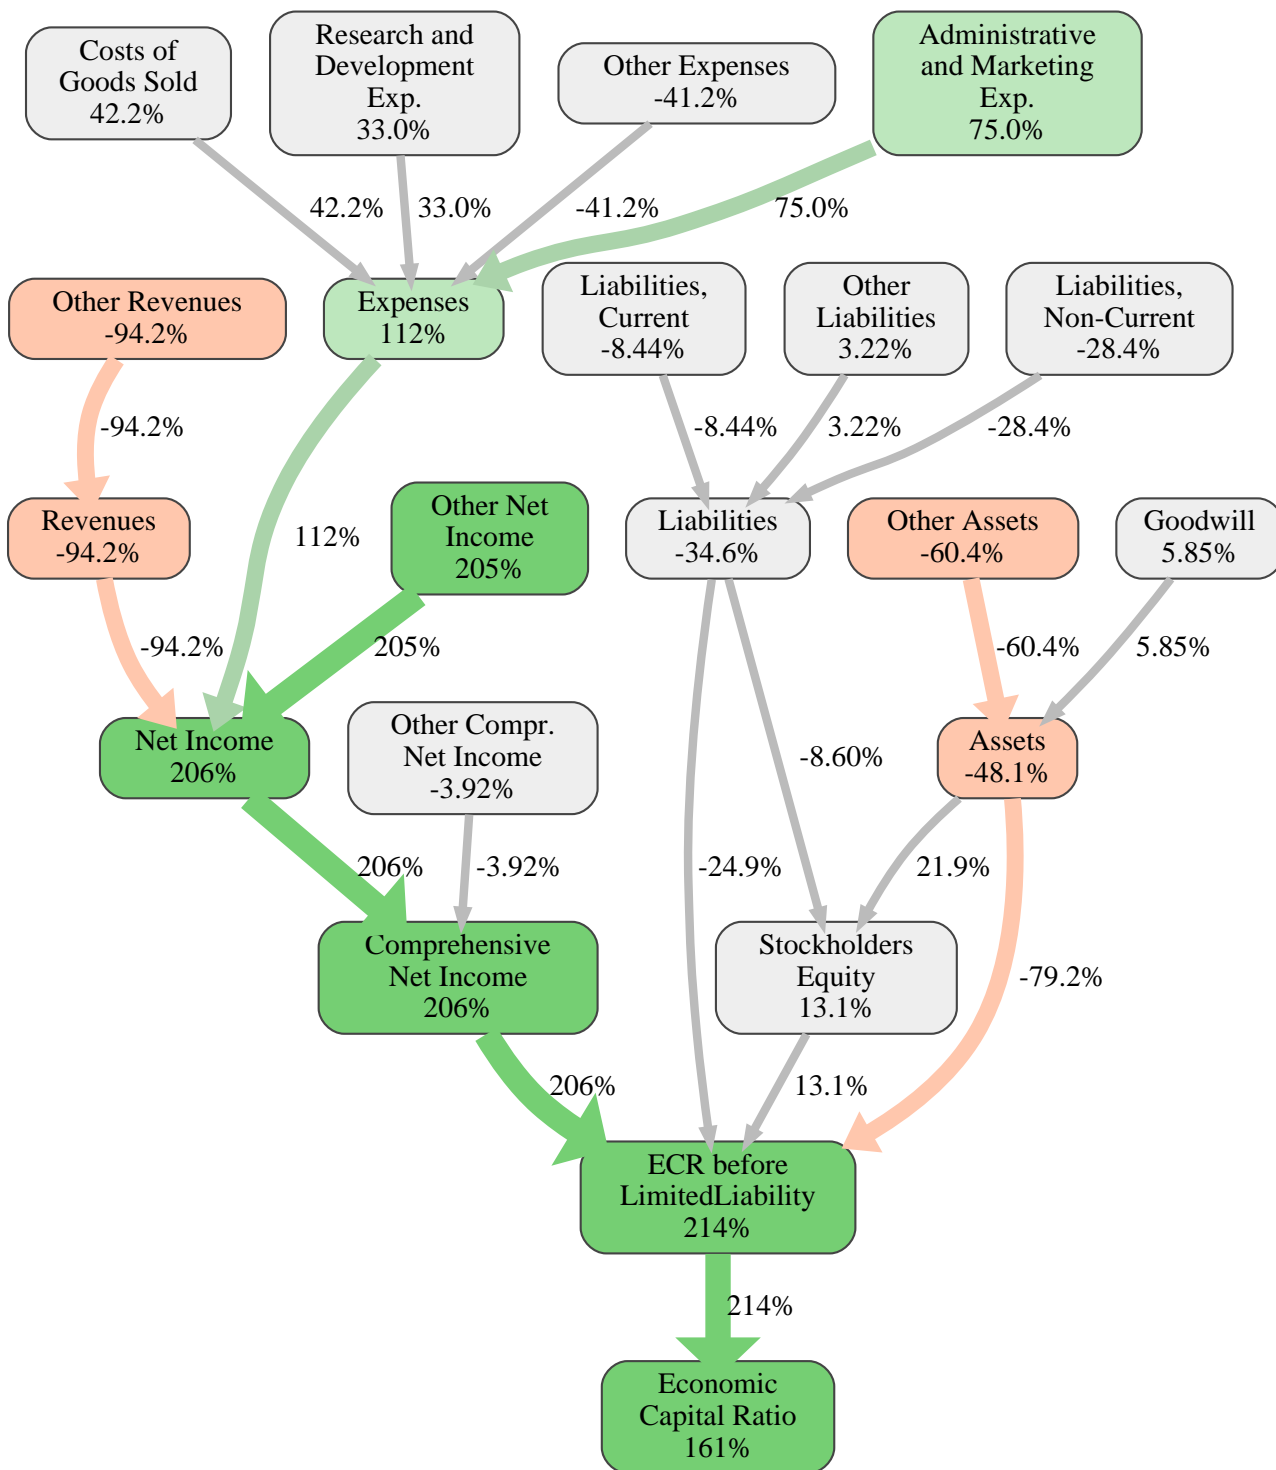 Costs of
Goods Sold
42.2%
Research and
Development
Exp.
33.0%
Other Expenses
-41.2%
Administrative
and Marketing
Exp.
75.0%
42.2%
33.0%
-41.2%
75.0%
Other Revenues
-94.2%
Expenses
112%
Liabilities,
Current
-8.44%
Other
Liabilities
3.22%
Liabilities,
Non-Current
-28.4%
-94.2%
-8.44%
3.22%
-28.4%
Revenues
-94.2%
112%
Other Net
Income
205%
Liabilities
-34.6%
Other Assets
-60.4%
Goodwill
5.85%
-94.2%
205%
-60.4%
5.85%
Net Income
206%
Other Compr.
Net Income
-3.92%
-8.60%
Assets
-48.1%
206%
-3.92%
-24.9%
21.9%
Comprehensive
Net Income
206%
Stockholders
Equity
13.1%
-79.2%
206%
13.1%
ECR before
LimitedLiability
214%
214%
Economic
Capital Ratio
161%